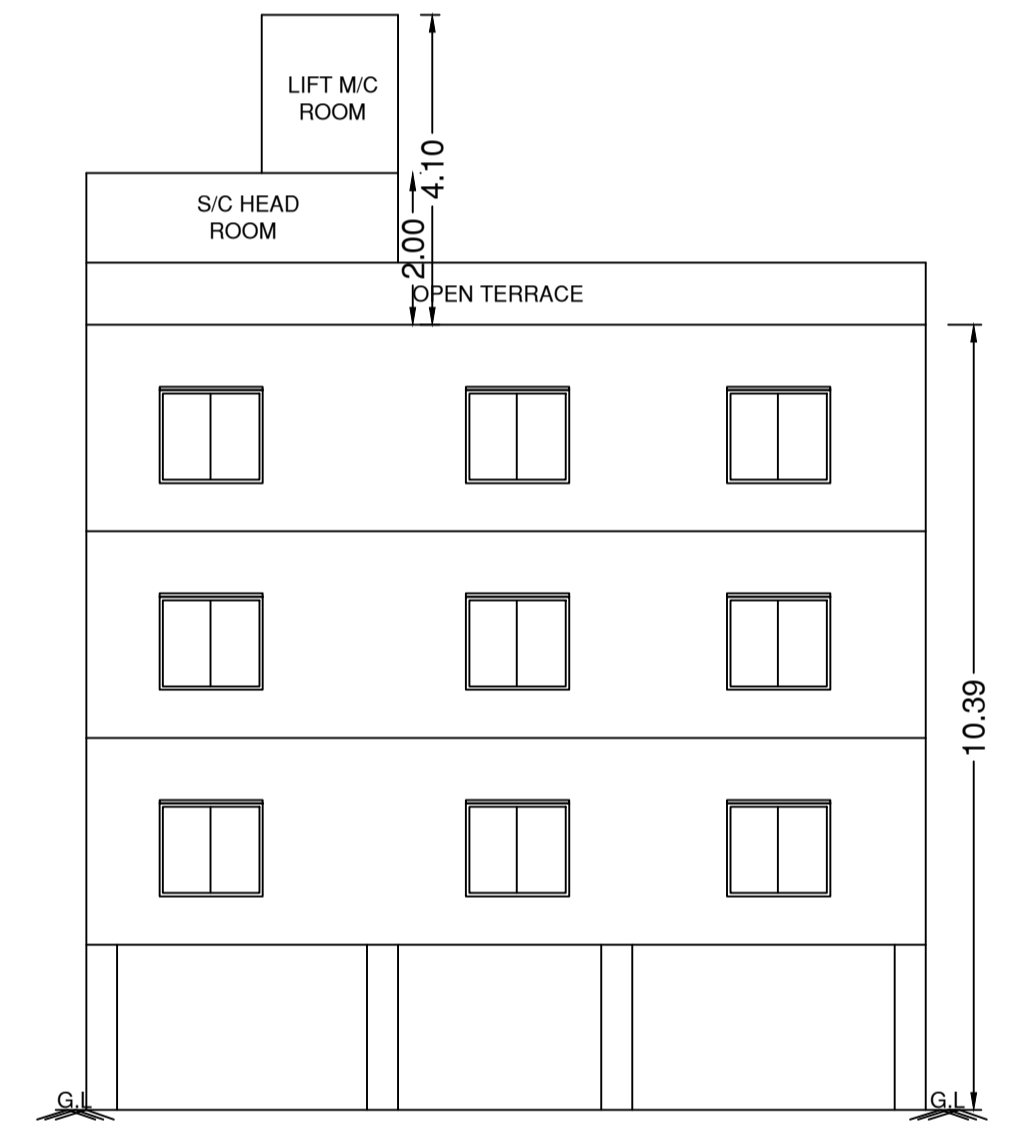 LIFT M/C
ROOM
4.10
S/C HEAD
ROOM
2.00
OPEN TERRACE
10.39
G.L
G.L